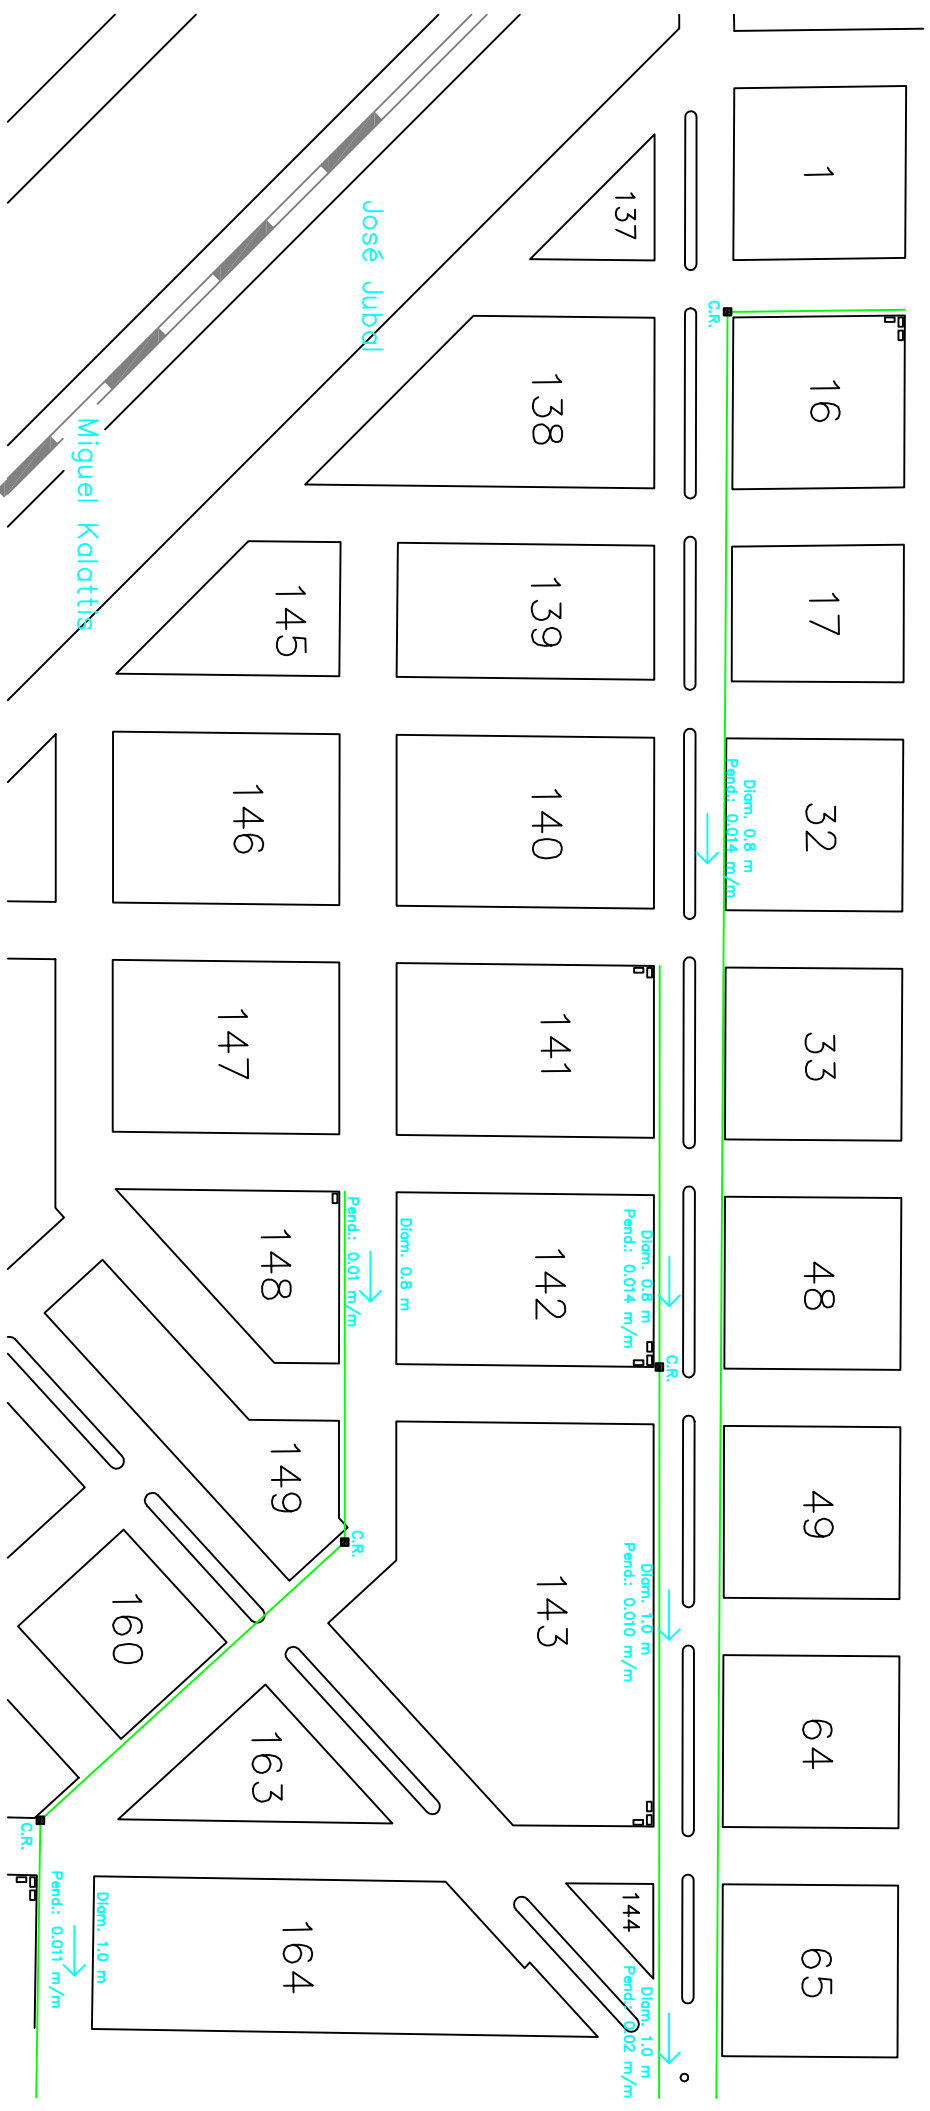 1
137
José Jubal
C.R.
16
138
Miguel Kalattis
17
139
145
Diam. 0.8 m
Pend.: 0.014 m/m
32
140
146
33
141
147
48
Diam. 0.8 m
Pend.: 0.014 m/m
142
Diam. 0.8 m
Pend.: 0.01 m/m
148
C.R.
49
149
C.R.
Diam. 1.0 m
Pend.: 0.010 m/m
143
160
64
163
C.R.
65
144
164
Diam. 1.0 m
Pend.: 0.011 m/m
Diam. 1.0 m
Pend.: 0.02 m/m